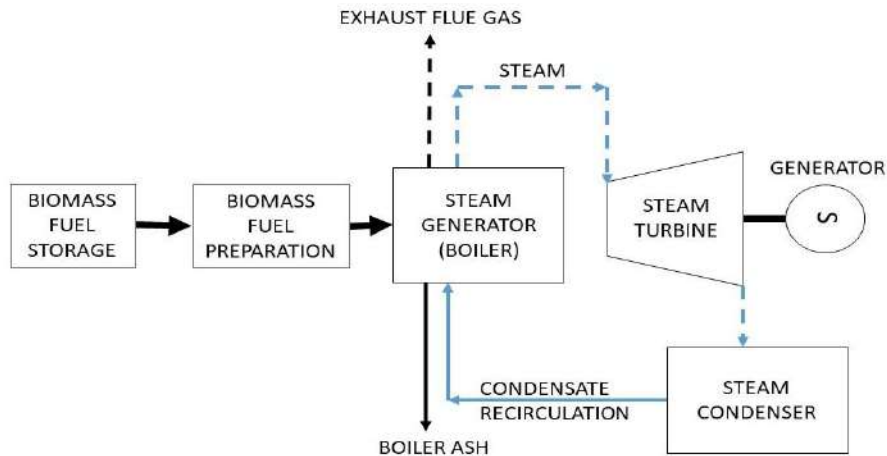 EXHAUST FLUE GAS
STEAM
BIOMASS
FUEL
STORAGE
BIOMASS
FUEL
PREPARATION
STEAM
GENERATOR
(BOILER)
STEAM
TURBINE
GENERATOR
S
CONDENSATE
RECIRCULATION
STEAM
CONDENSER
BOILER ASH